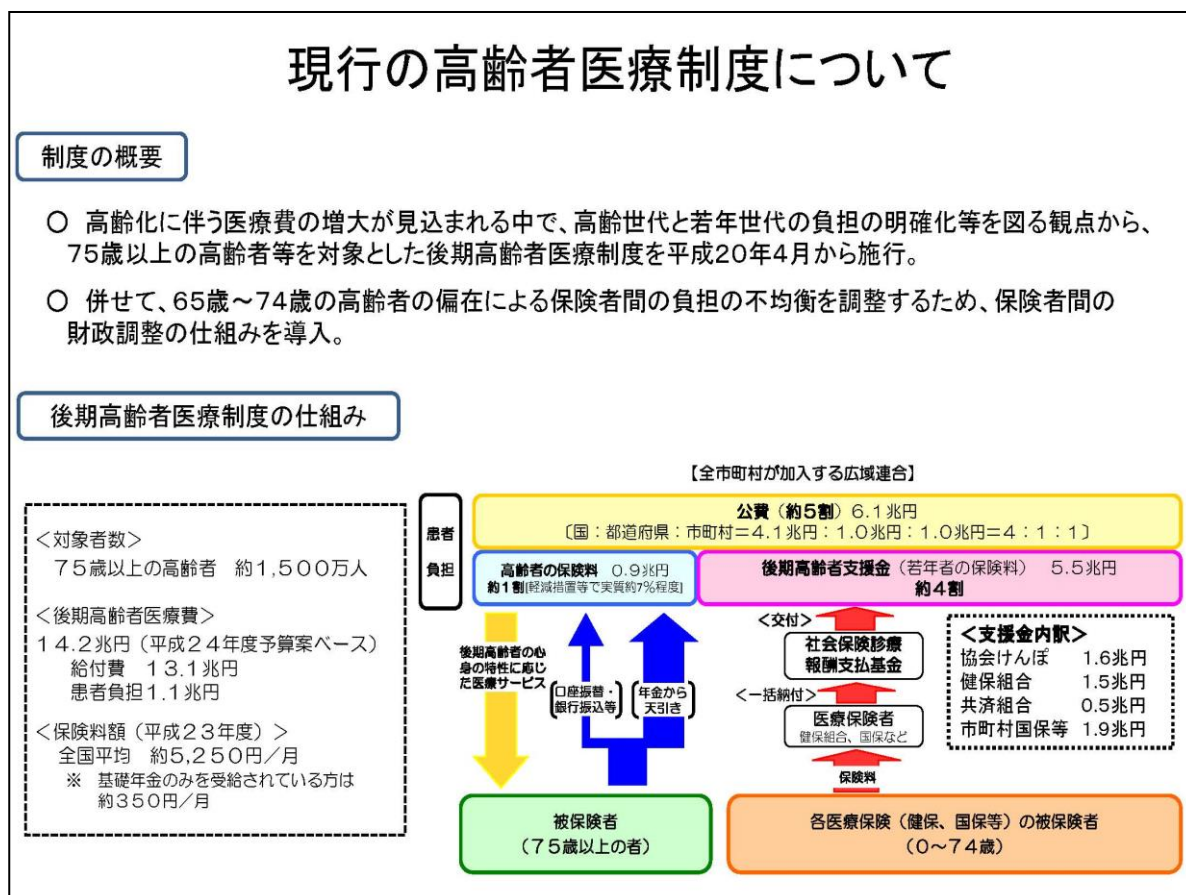 現行の高齢者医療制度について
制度の概要
○ 高齢化に伴う医療費の増大が見込まれる中で、高齢世代と若年世代の負担の明確化等を図る観点から、
75歳以上の高齢者等を対象とした後期高齢者医療制度を平成20年4月から施行。
○ 併せて、65歳～74歳の高齢者の偏在による保険者間の負担の不均衡を調整するため、保険者間の
財政調整の仕組みを導入。
後期高齢者医療制度の仕組み
＜対象者数＞
75歳以上の高齢者 約1,500万人
＜後期高齢者医療費＞
14.2兆円（平成24年度予算案ベース）
給付費 13.1兆円
患者負担1.1兆円
＜保険料額（平成23年度）＞
全国平均 約5,250円／月
※ 基礎年金のみを受給されている方は
約350円／月
【全市町村が加入する広域連合】
患者
負担
公費（約5割）6.1兆円
〔国：都道府県：市町村＝4.1兆円：1.0兆円：1.0兆円＝4：1：1〕
高齢者の保険料 0.9兆円
約1割[軽減措置等で実質約7％程度]
後期高齢者支援金（若年者の保険料） 5.5兆円
約4割
後期高齢者の心
身の特性に応じ
た医療サービス
口座振替・
銀行振込等
年金から
天引き
＜交付＞
社会保険診療
報酬支払基金
＜一括納付＞
医療保険者
健保組合、国保など
保険料
＜支援金内訳＞
協会けんぽ 1.6兆円
健保組合 1.5兆円
共済組合 0.5兆円
市町村国保等 1.9兆円
被保険者
（75歳以上の者）
各医療保険（健保、国保等）の被保険者
（0～74歳）